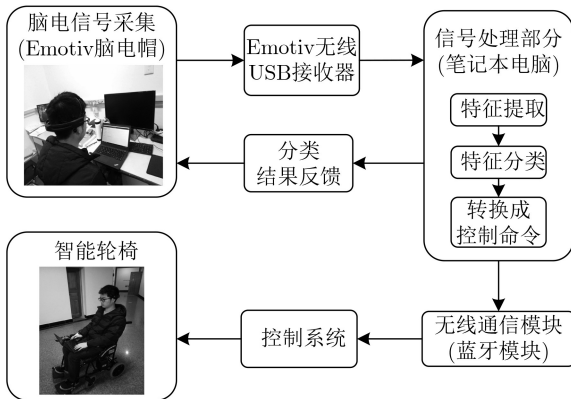 脑电信号采集
(Emotiv脑电帽)
Emotiv无线
USB接收器
信号处理部分
(笔记本电脑)
特征提取
特征分类
转换成
控制命令
分类
结果反馈
智能轮椅
控制系统
无线通信模块
(蓝牙模块)